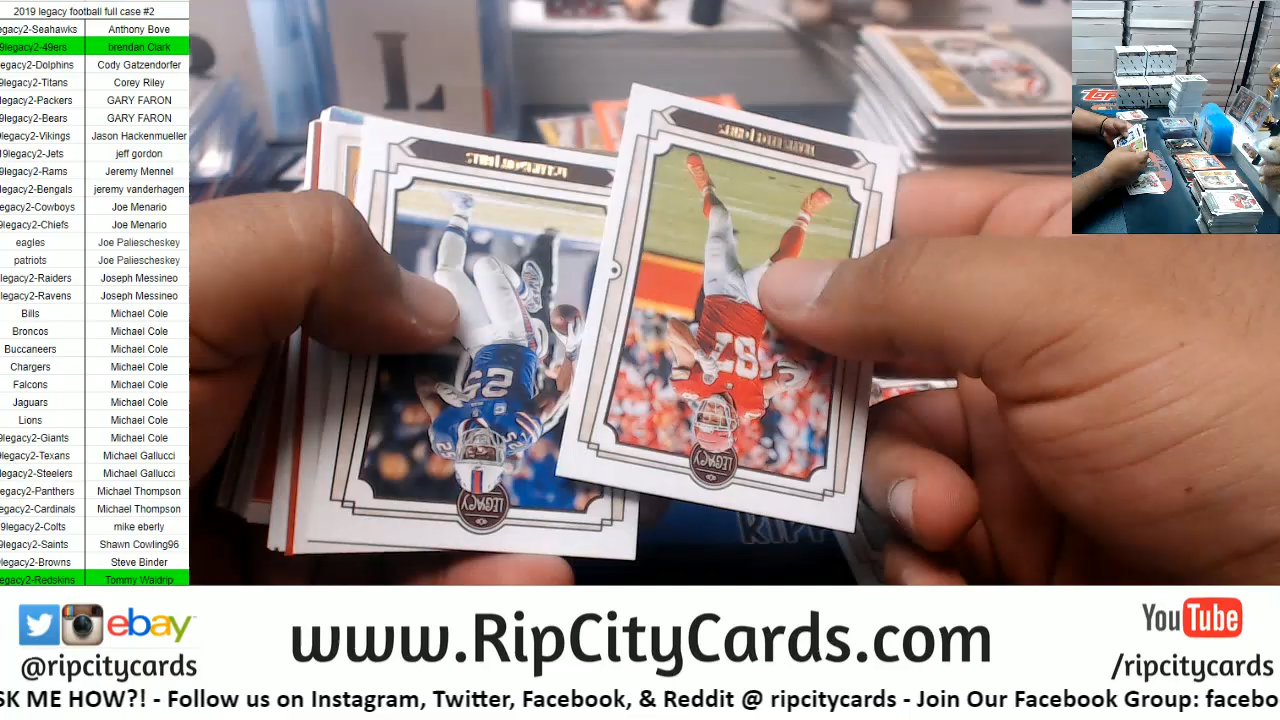 2019 legacy football full case #2
egacy2-Seahawks Anthony Bove
9legacy2-49ers brendan Clark
legacy2-Dolphins Cody Gatzendorfer
9legacy2-Titans Corey Riley
legacy2-Packers GARY FARON
legacy2-Bears GARY FARON
legacy2-Vikings Jason Hackenmueller
19legacy2-Jets jeff gordon
9legacy2-Rams Jeremy Mennel
legacy2-Bengals jeremy vanderhagen
egacy2-Cowboys Joe Menario
legacy2-Chiefs Joe Menario
eagles Joe Paliescheskey
patriots Joe Paliescheskey
legacy2-Raiders Joseph Messineo
legacy2-Ravens Joseph Messineo
Bills Michael Cole
Broncos Michael Cole
Buccaneers Michael Cole
Chargers Michael Cole
Falcons Michael Cole
Jaguars Michael Cole
Lions Michael Cole
9legacy2-Giants Michael Cole
legacy2-Texans Michael Gallucci
legacy2-Steelers Michael Gallucci
egacy2-Panthers Michael Thompson
egacy2-Cardinals Michael Thompson
9legacy2-Colts mike eberly
9legacy2-Saints Shawn Cowling96
legacy2-Browns Steve Binder
egacy2-Redskins Tommy Waldrip
L
87
25
LEGACY
LEGACY
ebay
@ripcitycards
www.RipCityCards.com
YouTube
/ripcitycards
SK ME HOW?! - Follow us on Instagram, Twitter, Facebook, & Reddit @ ripcitycards - Join Our Facebook Group: facebo